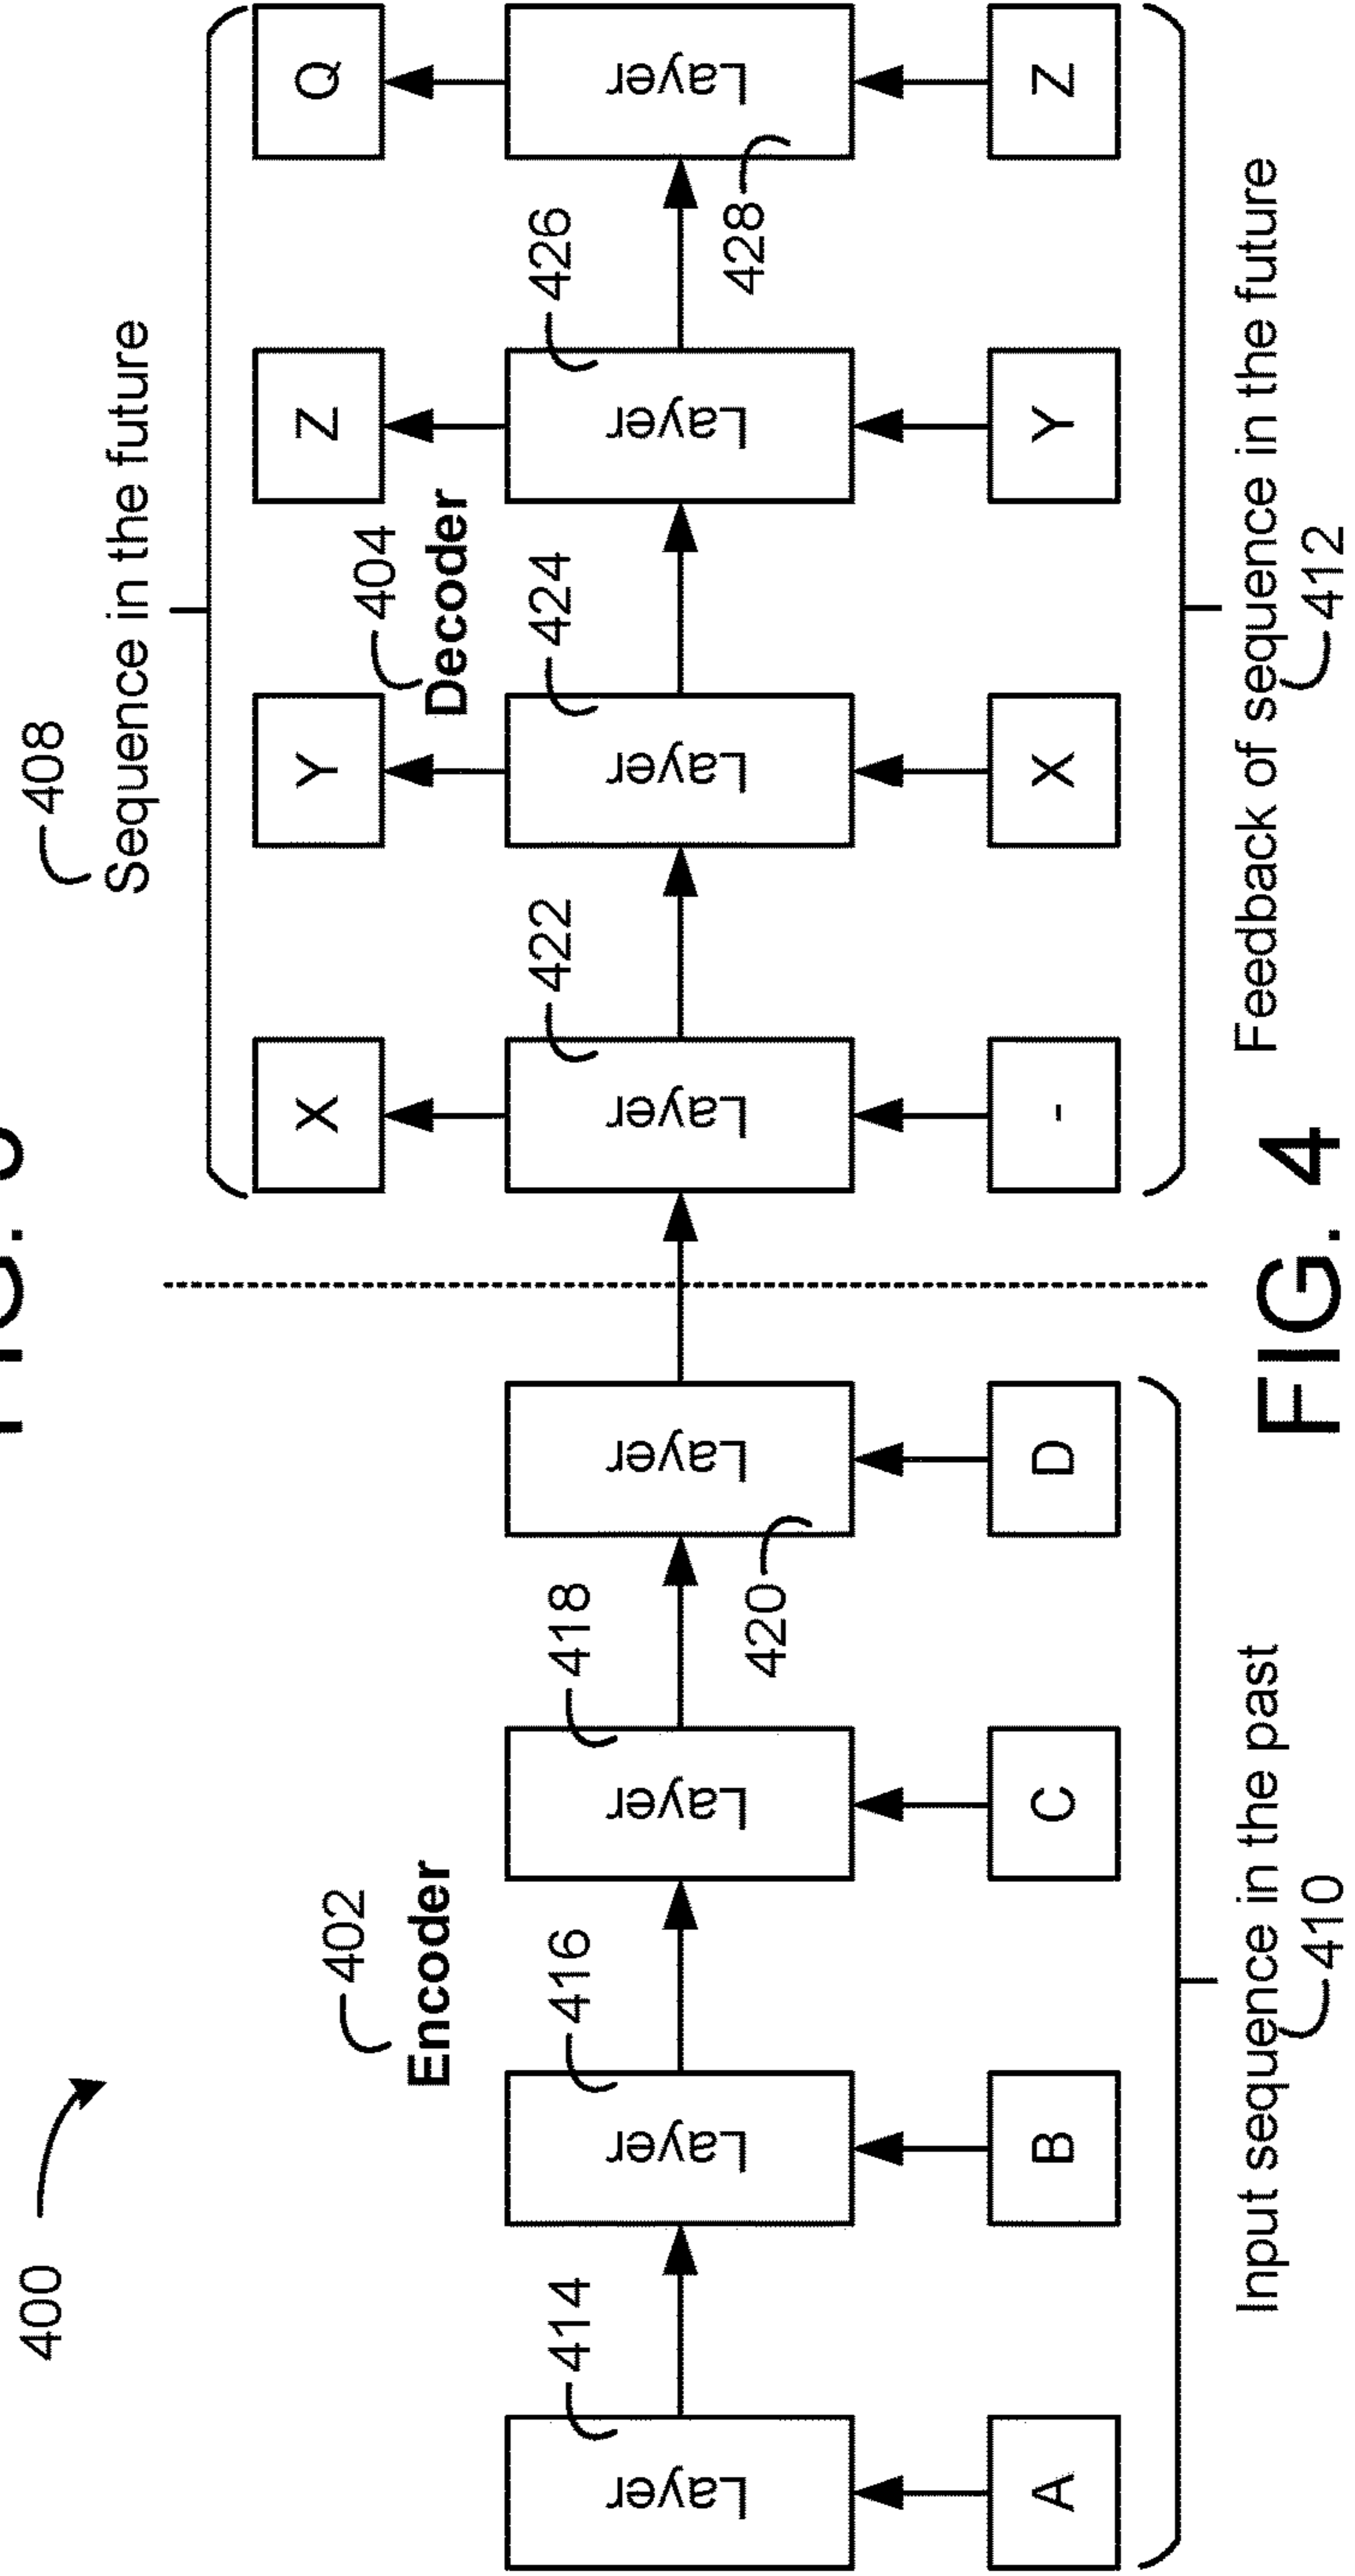 400
408
Sequence in the future
X
Y
Z
Q
402
Encoder
404
Decoder
414
416
418
422
424
426
Layer
Layer
Layer
Layer
Layer
Layer
Layer
Layer
420
428
A
B
C
D
-
X
Y
Z
Input sequence in the past
410
Feedback of sequence in the future
412
FIG. 4